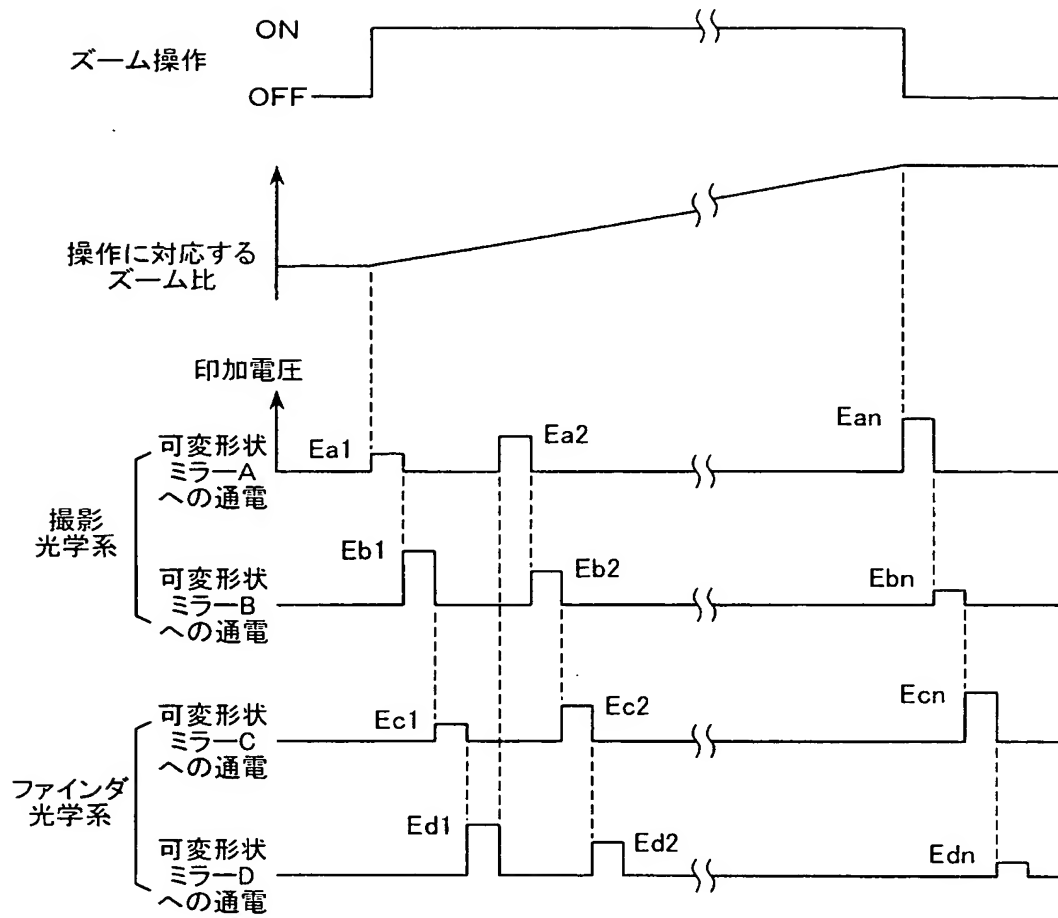 ON
ズーム操作
OFF
操作に対応する
ズーム比
印加電圧
撮影
光学系
可変形状
ミラーA
への通電
Ea1
Ea2
Ean
可変形状
ミラーB
への通電
Eb1
Eb2
Ebn
ファインダ
光学系
可変形状
ミラーC
への通電
Ec1
Ec2
Ecn
可変形状
ミラーD
への通電
Ed1
Ed2
Edn